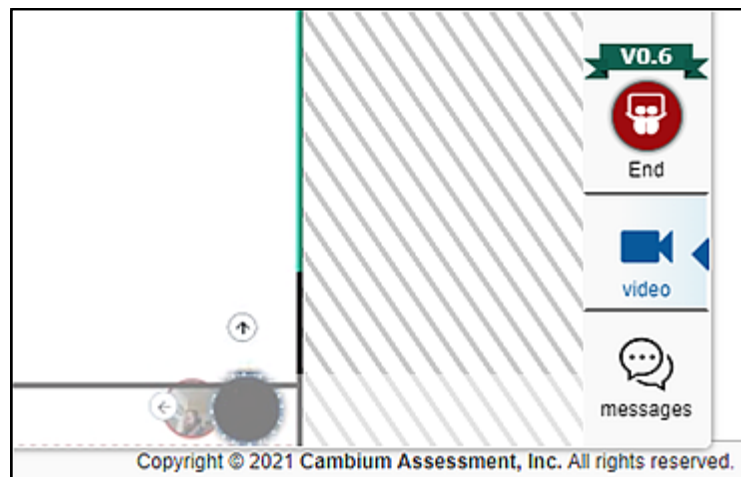 V0.6
End
video
messages
Copyright © 2021 Cambium Assessment, Inc. All rights reserved.